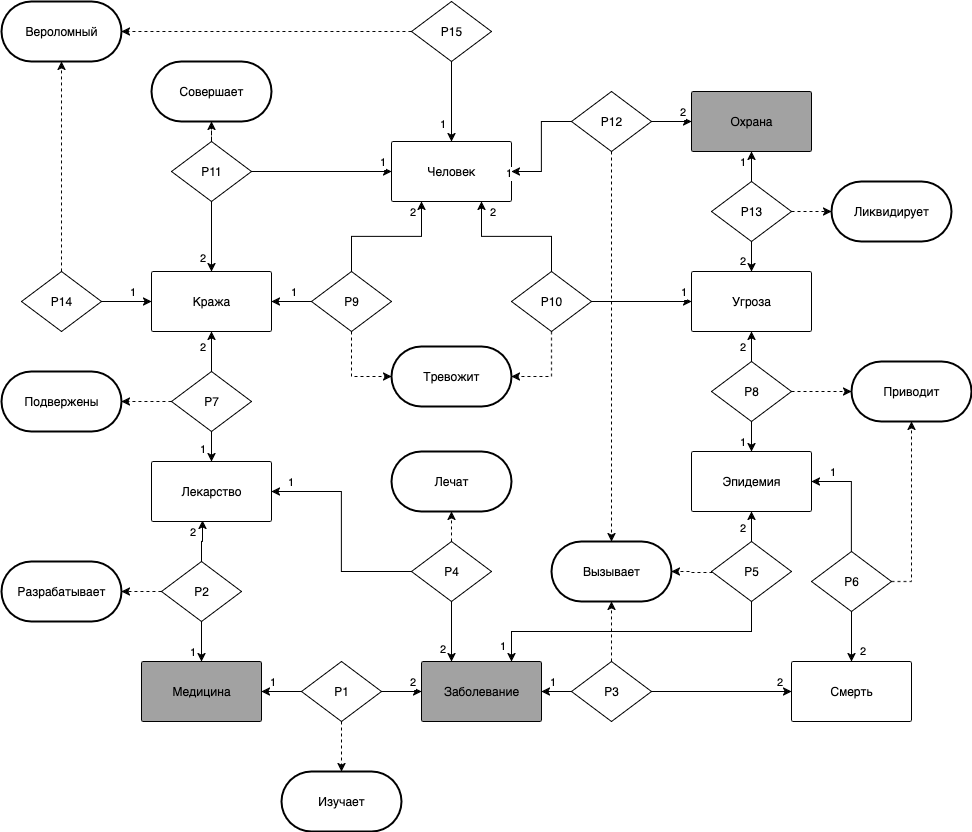 Вероломный
P15
Совершает
1
P12
2
Охрана
P11
1
Человек
1
1
2
2
P13
Ликвидирует
2
2
P14
1
Кража
1
P9
P10
1
Угроза
2
2
Тревожит
Подвержены
P7
P8
Приводит
1
1
Лекарство
1
Лечат
Эпидемия
1
2
2
Разрабатывает
P2
P4
Вызывает
P5
P6
1
2
1
2
Медицина
1
P1
2
Заболевание
1
P3
2
Смерть
Изучает